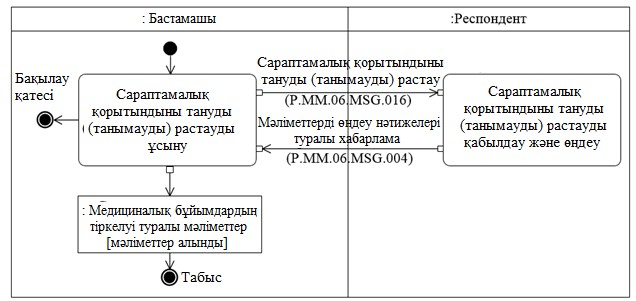 : Бастамашы
:Респондент
Бақылау
қатесі
Сараптамалық
қорытындыны тануды
(танымауды) растауды
ұсыну
Сараптамалық қорытындыны
тануды (танымауды) растау
(P.MM.06.MSG.016)
Мәліметтерді өңдеу нәтижелері
туралы хабарлама
(P.MM.06.MSG.004)
Сараптамалық
қорытындыны тануды
(танымауды) растауды
қабылдау және өңдеу
: Медициналық бұйымдардың
тіркелуі туралы мәліметтер
[мәліметтер алынды]
Табыс